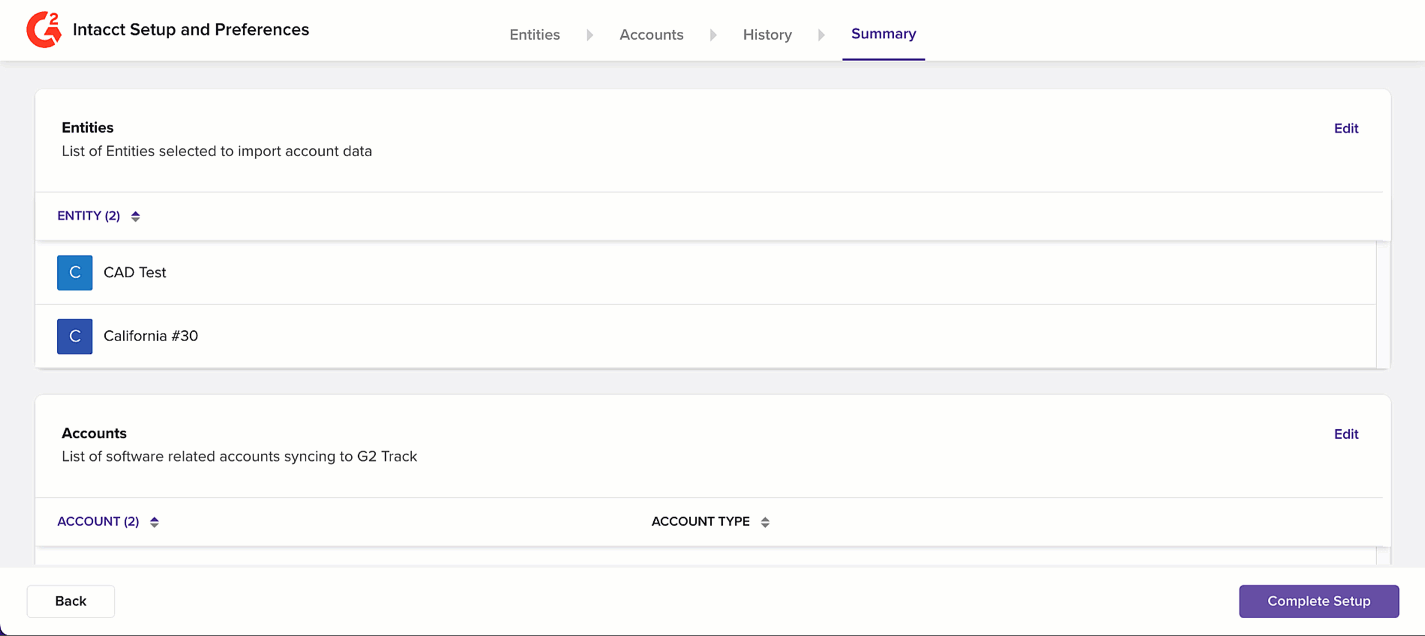 G2 Intacct Setup and Preferences
Entities Accounts History Summary
Entities Edit
List of Entities selected to import account data
ENTITY (2)
C CAD Test
C California #30
Accounts Edit
List of software related accounts syncing to G2 Track
ACCOUNT (2) ACCOUNT TYPE
Back Complete Setup